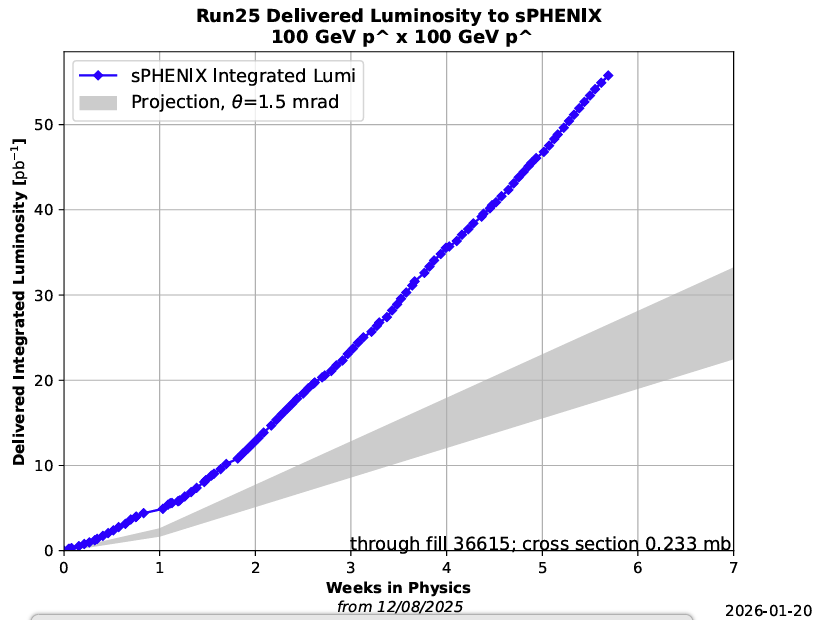 Run25 Delivered Luminosity to sPHENIX
100 GeV p^ x 100 GeV p^
sPHENIX Integrated Lumi
Projection, θ=1.5 mrad
Delivered Integrated Luminosity [pb⁻¹]
50
40
30
20
10
0
through fill 36615; cross section 0.233 mb
0 1 2 3 4 5 6 7
Weeks in Physics
from 12/08/2025
2026-01-20